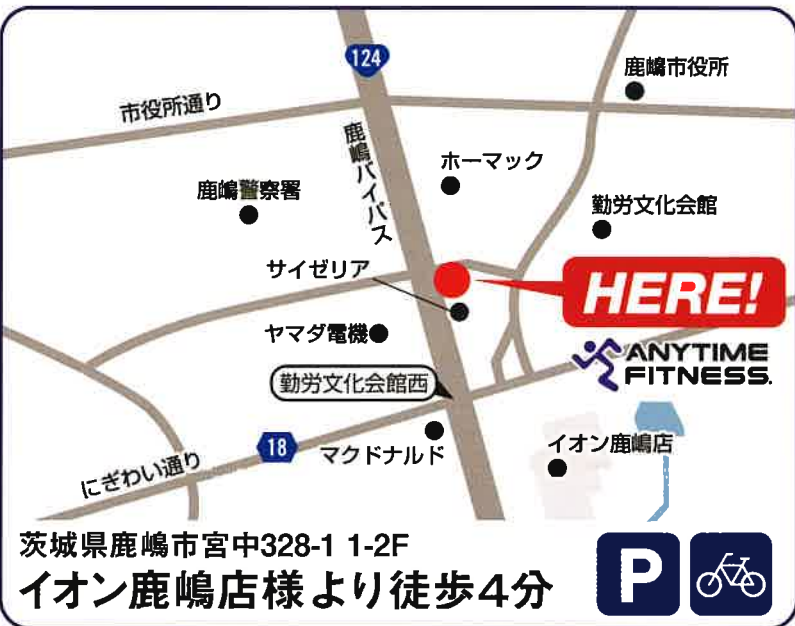 124
鹿嶋市役所
市役所通り
鹿嶋バイパス
ホーマック
鹿嶋警察署
勤労文化会館
サイゼリア
HERE!
ヤマダ電機
ANYTIME
FITNESS.
勤労文化会館西
18
マクドナルド
イオン鹿嶋店
にぎわい通り
茨城県鹿嶋市宮中328-1 1-2F
イオン鹿嶋店様より徒歩4分
P